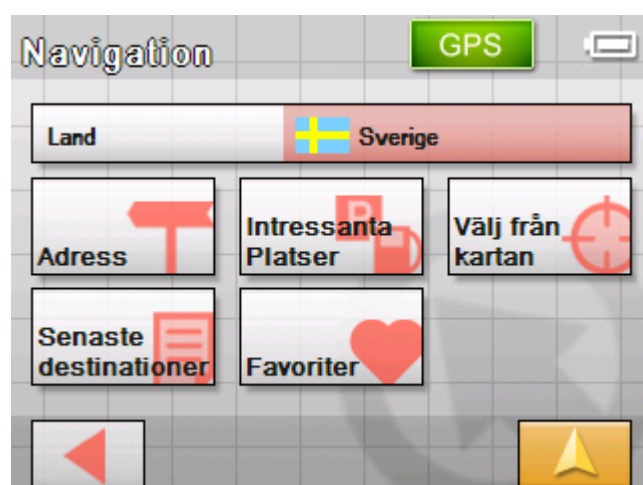 Navigation
GPS
Land
Sverige
Adress
Intressanta
Platser
Välj från
kartan
Senaste
destinationer
Favoriter